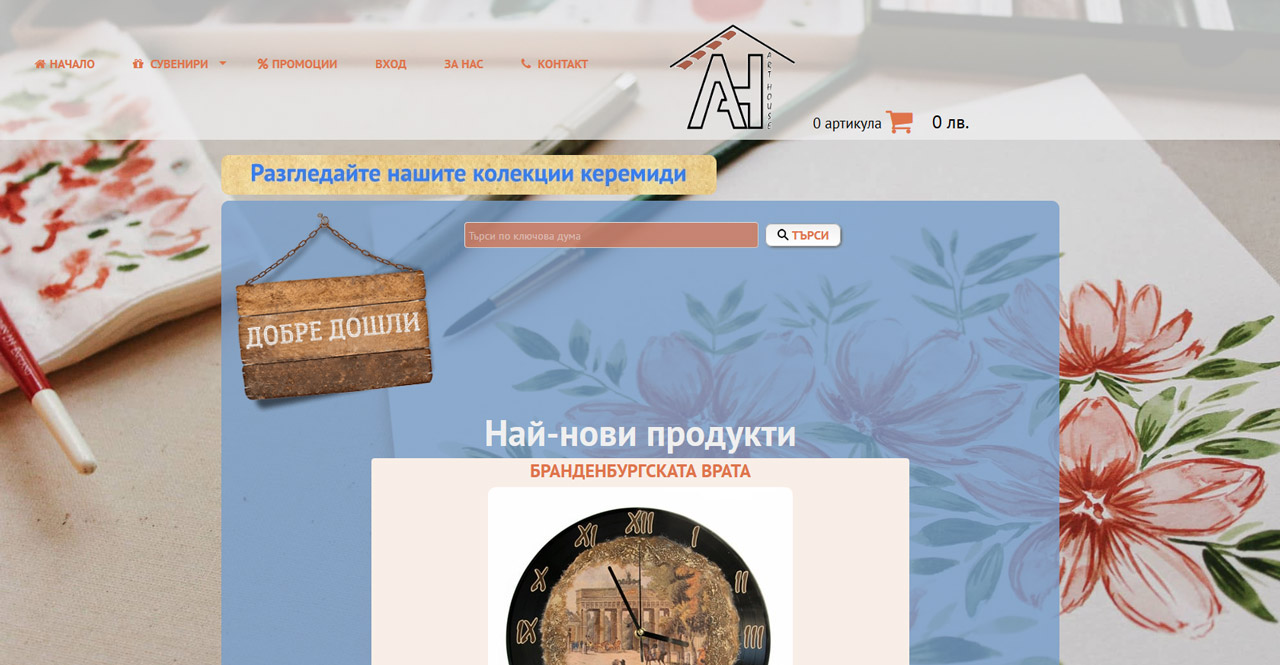 НАЧАЛО
СУВЕНИРИ
ПРОМОЦИИ
ВХОД
ЗА НАС
КОНТАКТ
AH
ART HOUSE
0 артикула
0 лв.
Разгледайте нашите колекции керемиди
Търси по ключова дума
ТЪРСИ
ДОБРЕ ДОШЛИ
Най-нови продукти
БРАНДЕНБУРГСКАТА ВРАТА
XI XII I
X II
IX III